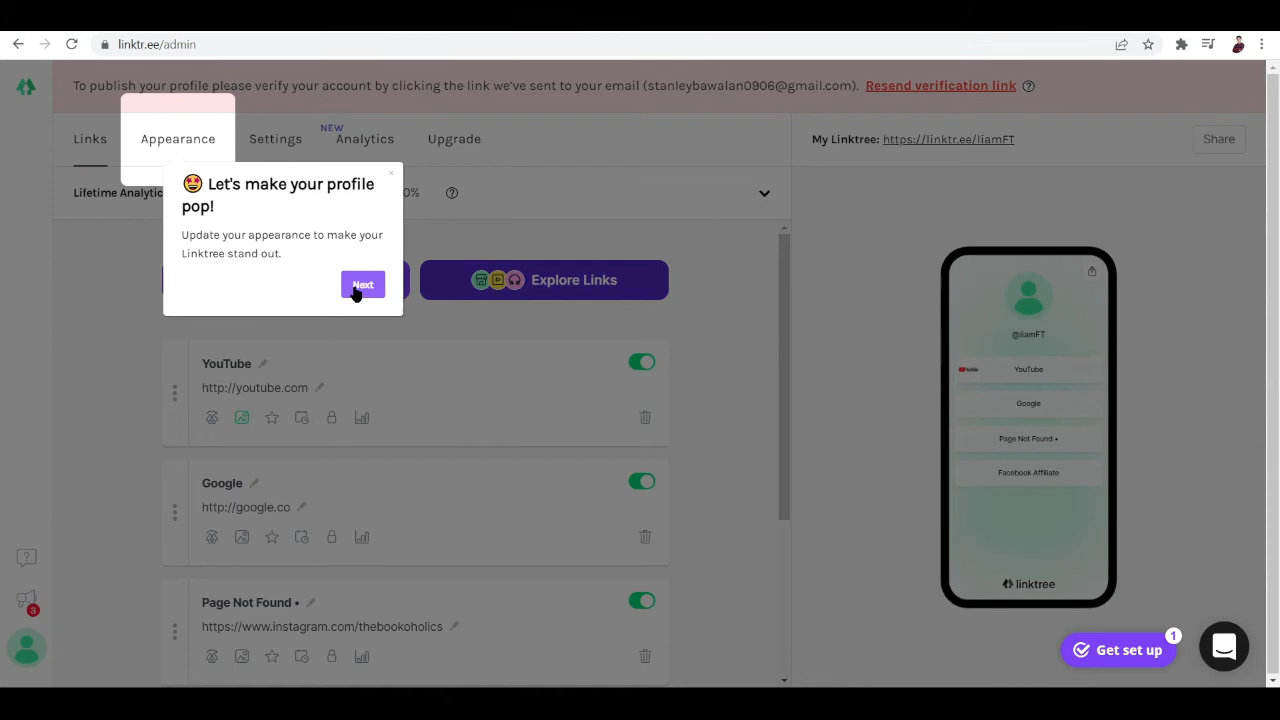 linktr.ee/admin
To publish your profile please verify your account by clicking the link we've sent to your email (stanleybawalan0906@gmail.com). Resend verification link
Links
Appearance
Settings
NEW
Analytics
Upgrade
My Linktree: https://linktr.ee/liamFT
Share
Lifetime Analytic
0%
Let's make your profile
pop!
Update your appearance to make your
Linktree stand out.
Next
Explore Links
YouTube
http://youtube.com
Google
http://google.co
Page Not Found •
https://www.instagram.com/thebookoholics
@liamFT
YouTube
YouTube
Google
Page Not Found •
Facebook Affiliate
linktree
3
Get set up
1